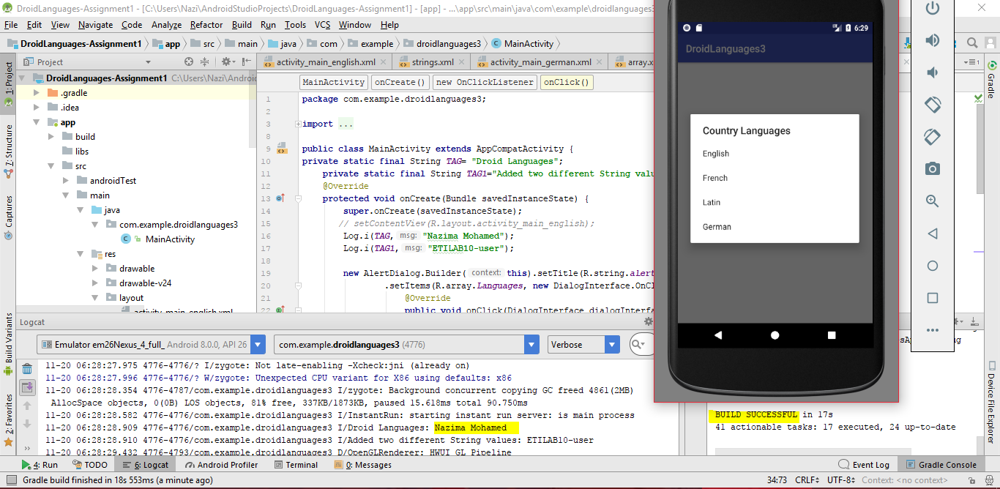 DroidLanguages-Assignment1 - [C:\Users\Nazi\AndroidStudioProjects\DroidLanguages-Assignment1] - [app] - ...\app\src\main\java\com\example\droidlanguages3
File Edit View Navigate Code Analyze Refactor Build Run Tools VCS Window Help
DroidLanguages-Assignment1 app src main java com example droidlanguages3 MainActivity
Project
activity_main_english.xml strings.xml activity_main_german.xml array.x
1: Project
7: Structure
Captures
Build Variants
2: Favorites
DroidLanguages-Assignment1 C:\Users\Nazi\Androi
.gradle
.idea
app
build
libs
src
androidTest
main
java
com.example.droidlanguages3
MainActivity
res
drawable
drawable-v24
layout
activity_main_english.xml
MainActivity onCreate() new OnClickListener onClick()
1 package com.example.droidlanguages3;
2
3 import ...
8
9 public class MainActivity extends AppCompatActivity {
10 private static final String TAG= "Droid Languages";
11 private static final String TAG1="Added two different String valu
12 @Override
13 protected void onCreate(Bundle savedInstanceState) {
14 super.onCreate(savedInstanceState);
15 // setContentView(R.layout.activity_main_english);
16 Log.i(TAG, msg: "Nazima Mohamed");
17 Log.i(TAG1, msg: "ETILAB10-user");
18
19 new AlertDialog.Builder( context: this).setTitle(R.string.alert
20 .setItems(R.array.Languages, new DialogInterface.OnCl
21 @Override
22 public void onClick(DialogInterface dialogInterfa
6:29
DroidLanguages3
Country Languages
English
French
Latin
German
Gradle
Device File Explorer
Logcat
Emulator em26Nexus_4_full_ Android 8.0.0, API 26 com.example.droidlanguages3 (4776) Verbose
11-20 06:28:27.975 4776-4776/? I/zygote: Not late-enabling -Xcheck:jni (already on)
11-20 06:28:27.996 4776-4776/? W/zygote: Unexpected CPU variant for X86 using defaults: x86
11-20 06:28:28.354 4776-4787/com.example.droidlanguages3 I/zygote: Background concurrent copying GC freed 4861(2MB)
AllocSpace objects, 0(0B) LOS objects, 81% free, 337KB/1873KB, paused 15.618ms total 90.750ms
11-20 06:28:28.582 4776-4776/com.example.droidlanguages3 I/InstantRun: starting instant run server: is main process
11-20 06:28:28.909 4776-4776/com.example.droidlanguages3 I/Droid Languages: Nazima Mohamed
11-20 06:28:28.910 4776-4776/com.example.droidlanguages3 I/Added two different String values: ETILAB10-user
11-20 06:28:29.432 4776-4793/com.example.droidlanguages3 D/OpenGLRenderer: HWUI GL Pipeline
BUILD SUCCESSFUL in 17s
41 actionable tasks: 17 executed, 24 up-to-date
4: Run TODO 6: Logcat Android Profiler Terminal 0: Messages Event Log Gradle Console
Gradle build finished in 18s 553ms (a minute ago) 34:73 CRLF UTF-8 Context: <no context>